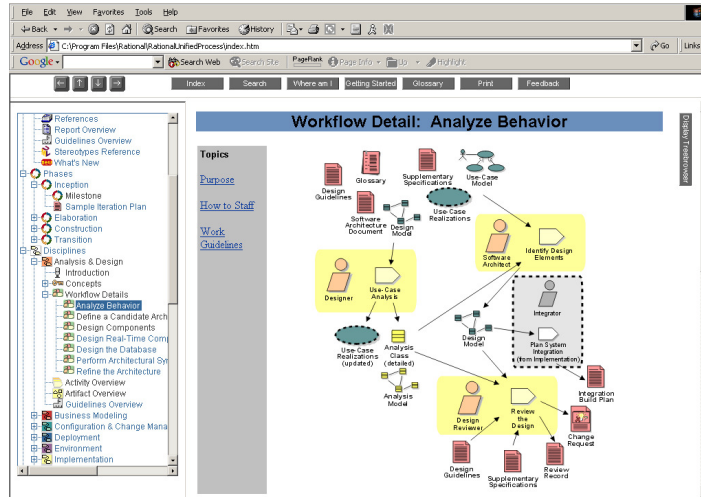 File Edit View Favorites Tools Help
Back Search Favorites History
Address C:\Program Files\Rational\RationalUnifiedProcess\index.htm Go Links
Google Search Web Search Site PageRank Page Info Up Highlight
Index Search Where am I Getting Started Glossary Print Feedback
References
Report Overview
Guidelines Overview
Stereotypes Reference
What's New
Phases
Inception
Milestone
Sample Iteration Plan
Elaboration
Construction
Transition
Disciplines
Analysis & Design
Introduction
Concepts
Workflow Details
Analyze Behavior
Define a Candidate Arch
Design Components
Design Real-Time Comp
Design the Database
Perform Architectural Syn
Refine the Architecture
Activity Overview
Artifact Overview
Guidelines Overview
Business Modeling
Configuration & Change Mana
Deployment
Environment
Implementation
Workflow Detail: Analyze Behavior
Display Treebrowser
Topics
Purpose
How to Staff
Work
Guidelines
Design
Guidelines
Glossary
Supplementary
Specifications
Use-Case
Model
Software
Architecture
Document
Design
Model
Use-Case
Realizations
Software
Architect
Identify Design
Elements
Designer
Use-Case
Analysis
Integrator
Plan System
Integration
(from Implementation)
Use-Case
Realizations
(updated)
Analysis
Class
(detailed)
Design
Model
Analysis
Model
Integration
Build Plan
Design
Reviewer
Review
the
Design
Change
Request
Design
Guidelines
Supplementary
Specifications
Review
Record